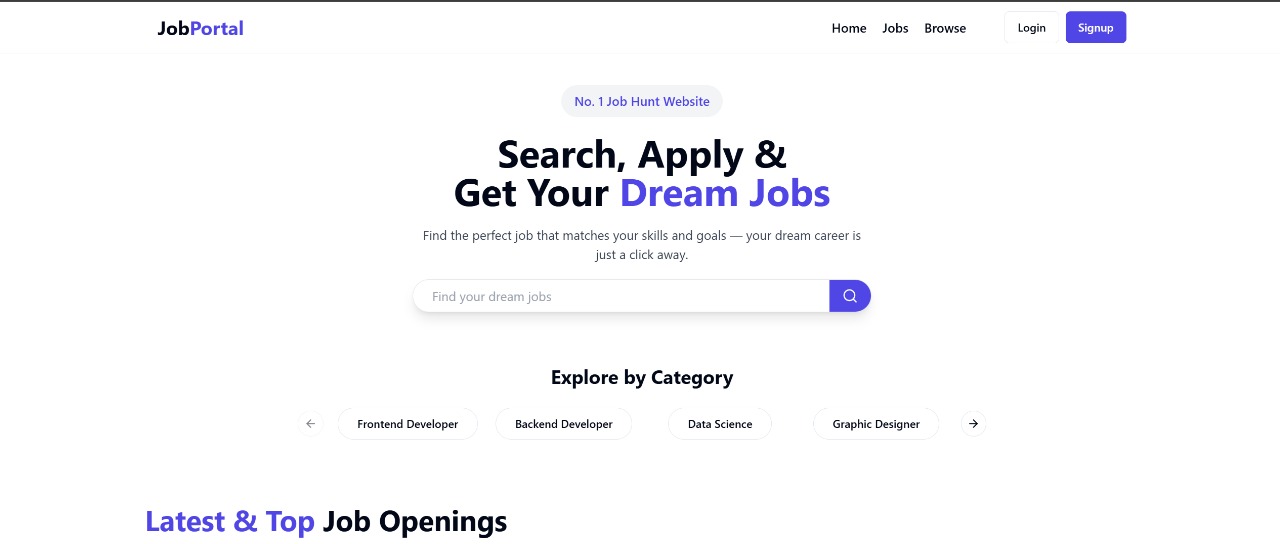 JobPortal
Home Jobs Browse Login Signup
No. 1 Job Hunt Website
Search, Apply &
Get Your Dream Jobs
Find the perfect job that matches your skills and goals — your dream career is
just a click away.
Find your dream jobs
Explore by Category
Frontend Developer Backend Developer Data Science Graphic Designer
Latest & Top Job Openings